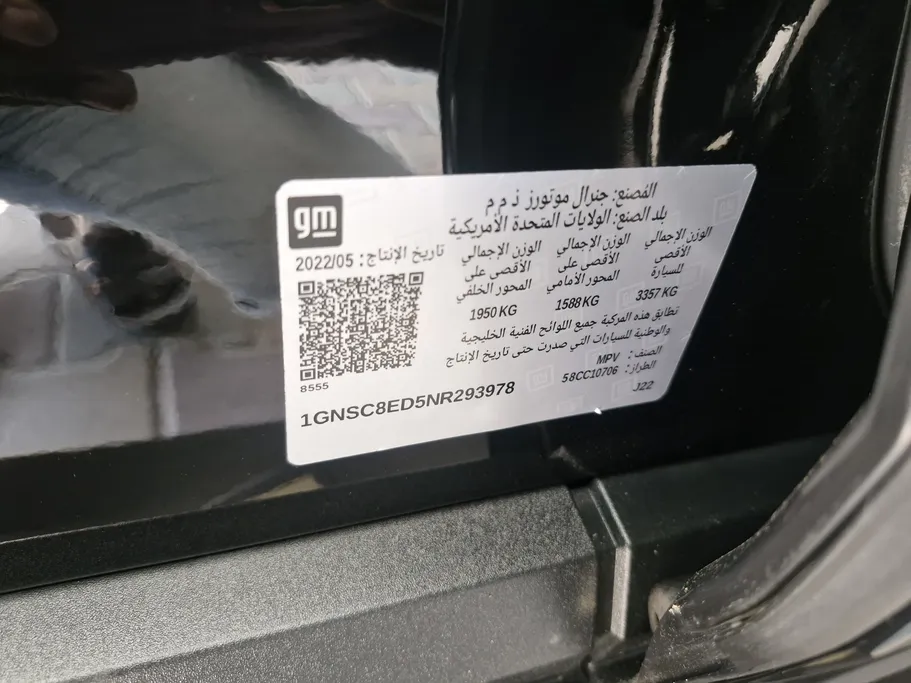 gm
المصنع: جنرال موتورز ذ م م
بلد الصنع: الولايات المتحدة الأمريكية
تاريخ الإنتاج: 2022/05
الوزن الإجمالي الأقصى للسيارة
3357 KG
الوزن الإجمالي الأقصى على المحور الأمامي
1588 KG
الوزن الإجمالي الأقصى على المحور الخلفي
1950 KG
تطابق هذه المركبة جميع اللوائح الفنية الخليجية
والوطنية للسيارات التي صدرت حتى تاريخ الإنتاج
الصنف: MPV
الطراز: 58CC10706
J22
8555
1GNSC8ED5NR293978